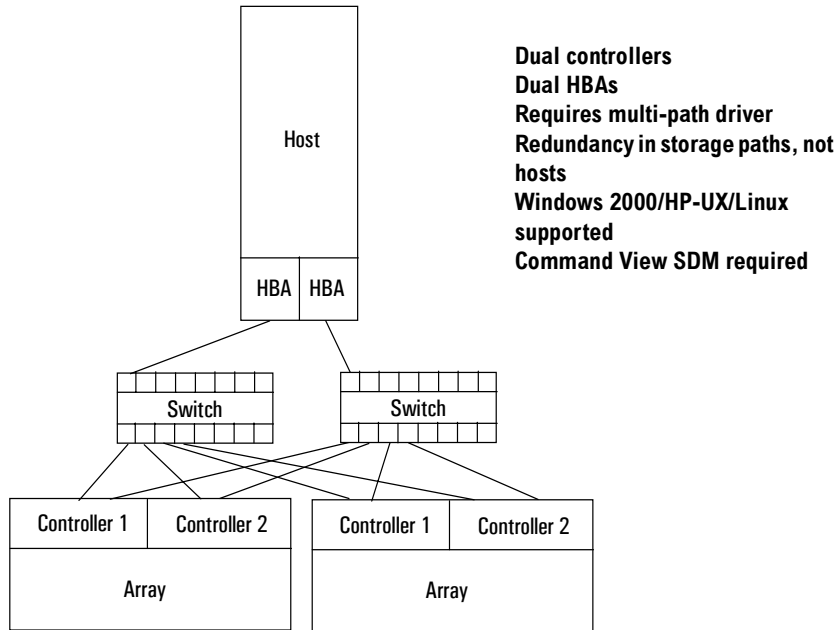 Dual controllers
Dual HBAs
Requires multi-path driver
Redundancy in storage paths, not
hosts
Windows 2000/HP-UX/Linux
supported
Command View SDM required
Host
HBA HBA
Switch Switch
Controller 1 Controller 2 Controller 1 Controller 2
Array Array